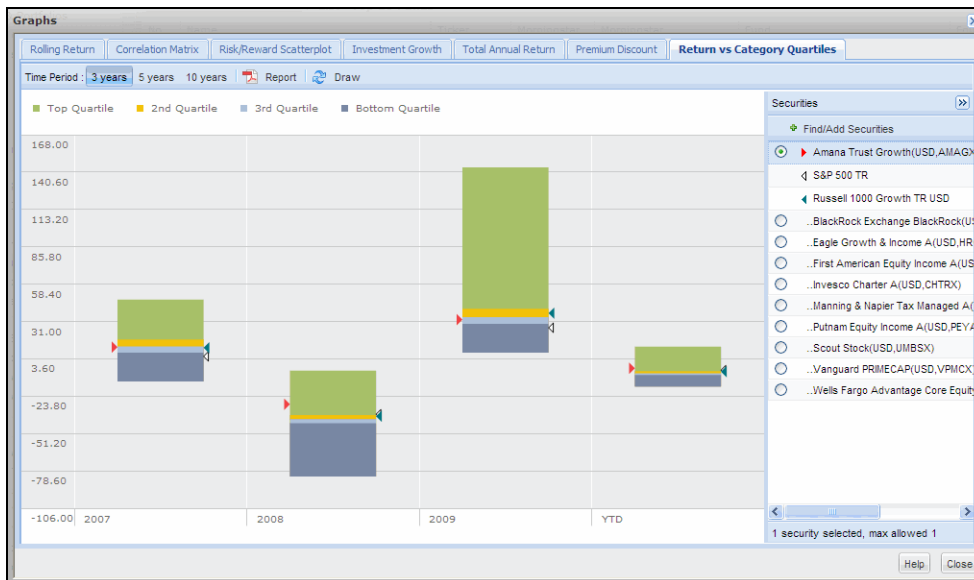 Graphs
Rolling Return Correlation Matrix Risk/Reward Scatterplot Investment Growth Total Annual Return Premium Discount Return vs Category Quartiles
Time Period : 3 years 5 years 10 years Report Draw
Top Quartile 2nd Quartile 3rd Quartile Bottom Quartile
168.00
140.60
113.20
85.80
58.40
31.00
3.60
-23.80
-51.20
-78.60
-106.00 2007 2008 2009 YTD
Securities
Find/Add Securities
Amana Trust Growth(USD,AMAGX
S&P 500 TR
Russell 1000 Growth TR USD
..BlackRock Exchange BlackRock(U
..Eagle Growth & Income A(USD,HR
..First American Equity Income A(US
..Invesco Charter A(USD,CHTRX)
..Manning & Napier Tax Managed A(
..Putnam Equity Income A(USD,PEYA
..Scout Stock(USD,UMBSX)
..Vanguard PRIMECAP(USD,VPMCX)
..Wells Fargo Advantage Core Equity
1 security selected, max allowed 1
Help Close